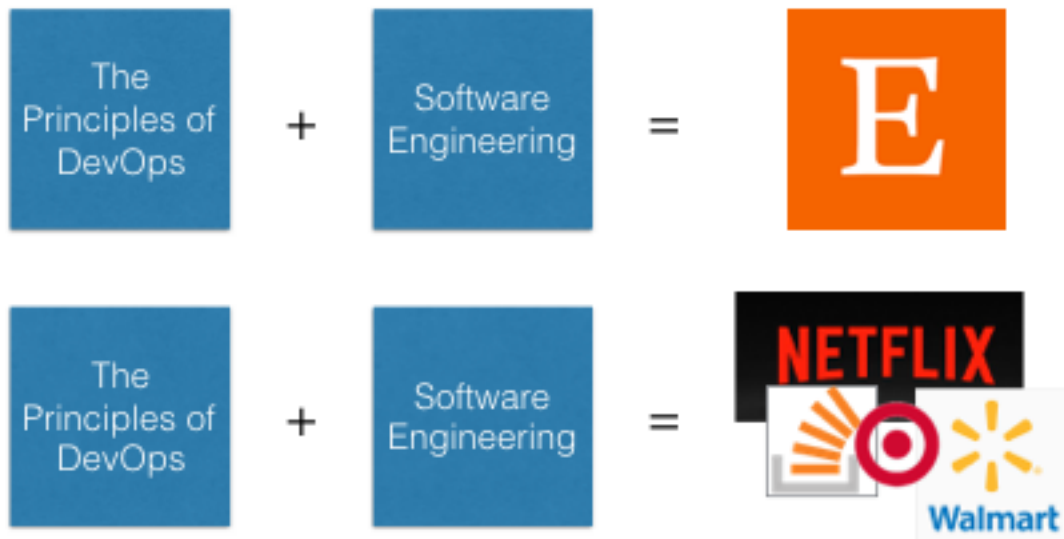 The
Principles of
DevOps
+
Software
Engineering
=
E
The
Principles of
DevOps
+
Software
Engineering
=
NETFLIX
Walmart